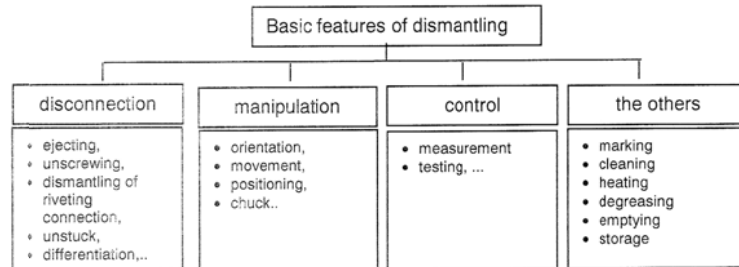 Basic features of dismantling
disconnection
• ejecting,
• unscrewing,
• dismantling of
riveting
connection,
• unstuck,
• differentiation,..
manipulation
• orientation,
• movement,
• positioning,
• chuck..
control
• measurement
• testing, ...
the others
• marking
• cleaning
• heating
• degreasing
• emptying
• storage